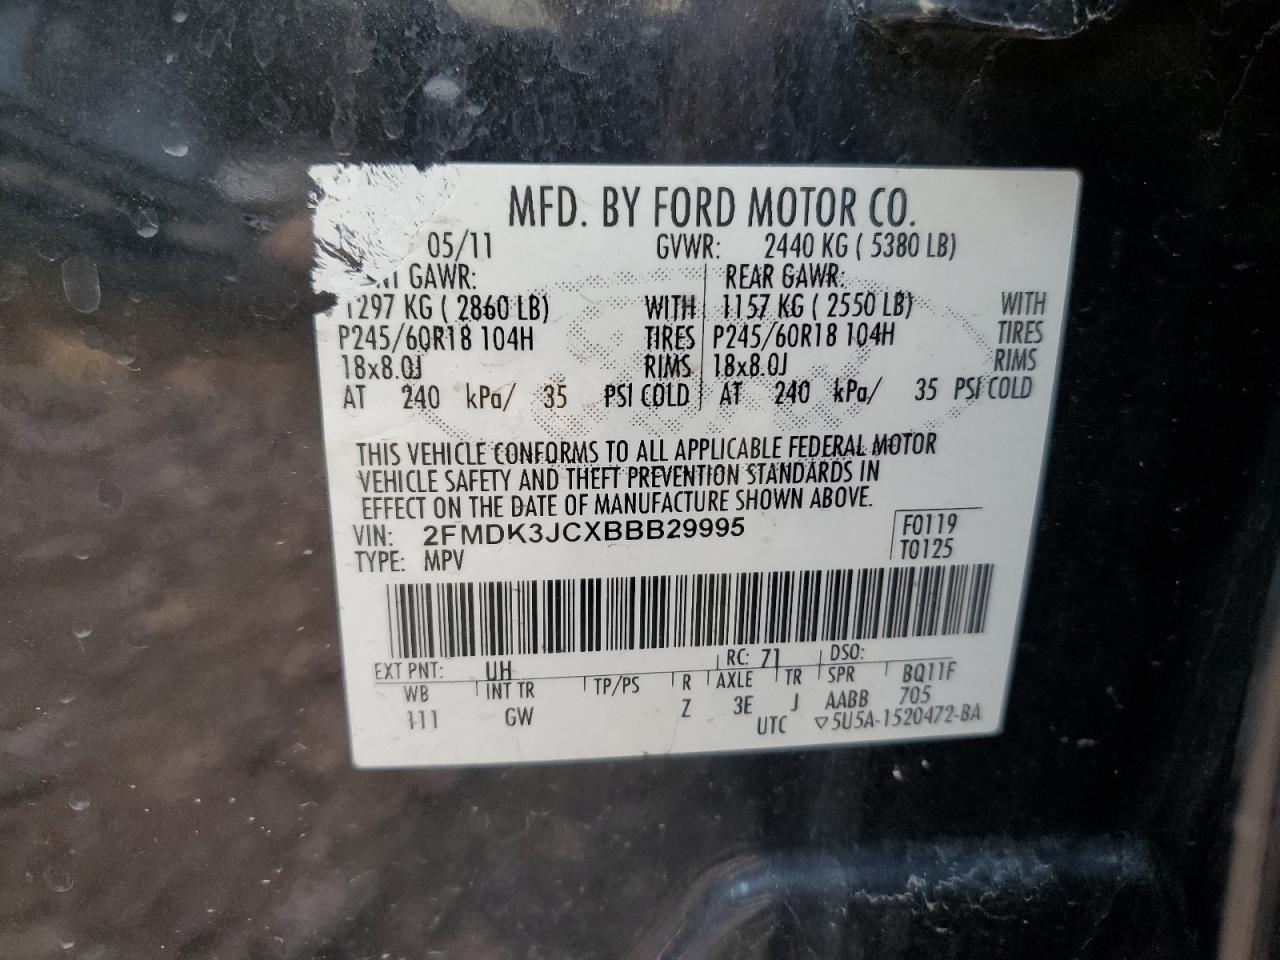 MFD. BY FORD MOTOR CO.
05/11 GVWR: 2440 KG ( 5380 LB)
GAWR: REAR GAWR:
1297 KG ( 2860 LB) WITH 1157 KG ( 2550 LB) WITH
P245/60R18 104H TIRES P245/60R18 104H TIRES
18x8.0J RIMS 18x8.0J RIMS
AT 240 kPa/ 35 PSI COLD AT 240 kPa/ 35 PSI COLD
THIS VEHICLE CONFORMS TO ALL APPLICABLE FEDERAL MOTOR
VEHICLE SAFETY AND THEFT PREVENTION STANDARDS IN
EFFECT ON THE DATE OF MANUFACTURE SHOWN ABOVE.
VIN: 2FMDK3JCXBBB29995 F0119
TYPE: MPV T0125
EXT PNT: UH RC: 71 DSO:
WB INT TR TP/PS R AXLE TR SPR BQ11F
111 GW Z 3E J AABB 705
UTC ▽5U5A-1520472-BA